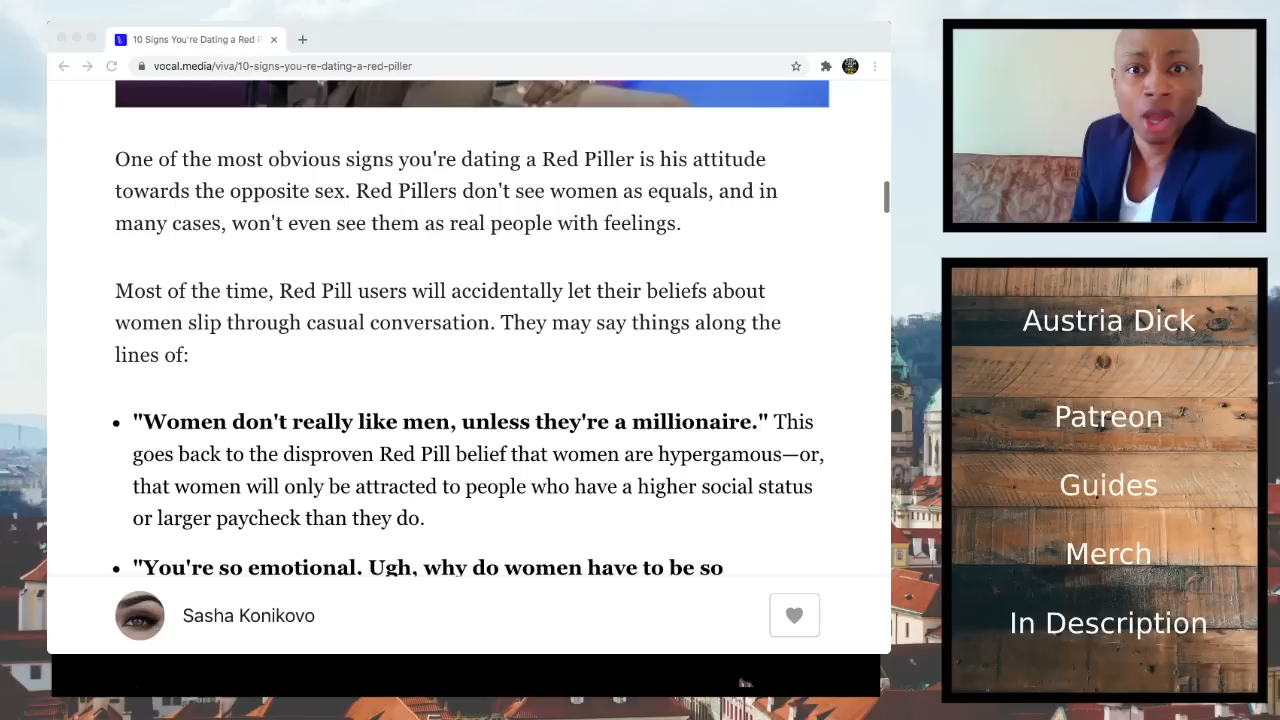 10 Signs You're Dating a Red P
vocal.media/viva/10-signs-you-re-dating-a-red-piller
One of the most obvious signs you're dating a Red Piller is his attitude
towards the opposite sex. Red Pillers don't see women as equals, and in
many cases, won't even see them as real people with feelings.
Most of the time, Red Pill users will accidentally let their beliefs about
women slip through casual conversation. They may say things along the
lines of:
• "Women don't really like men, unless they're a millionaire." This
goes back to the disproven Red Pill belief that women are hypergamous—or,
that women will only be attracted to people who have a higher social status
or larger paycheck than they do.
• "You're so emotional. Ugh, why do women have to be so
Sasha Konikovo
Austria Dick
Patreon
Guides
Merch
In Description